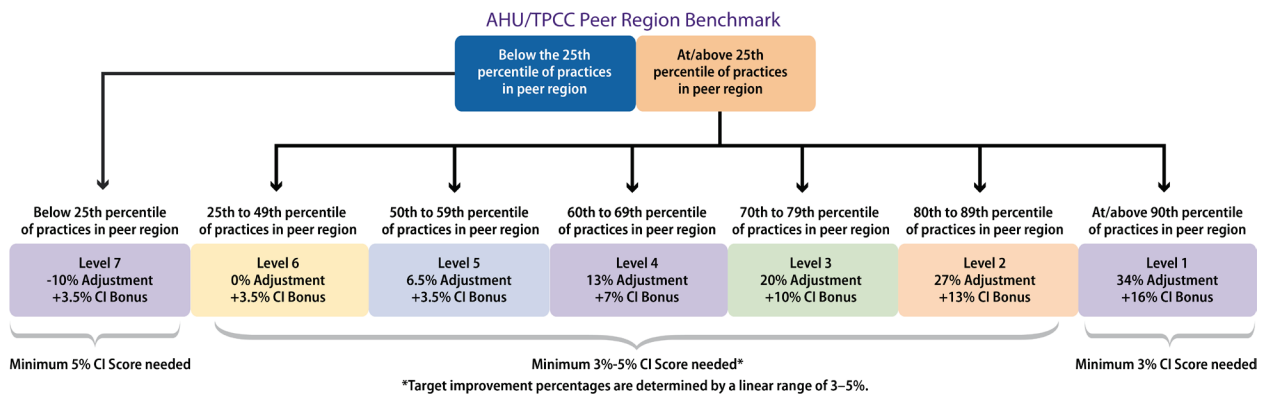 AHU/TPCC Peer Region Benchmark
Below the 25th
percentile of practices
in peer region
At/above 25th
percentile of practices
in peer region
Below 25th percentile
of practices in peer region
25th to 49th percentile
of practices in peer region
50th to 59th percentile
of practices in peer region
60th to 69th percentile
of practices in peer region
70th to 79th percentile
of practices in peer region
80th to 89th percentile
of practices in peer region
At/above 90th percentile
of practices in peer region
Level 7
-10% Adjustment
+3.5% CI Bonus
Level 6
0% Adjustment
+3.5% CI Bonus
Level 5
6.5% Adjustment
+3.5% CI Bonus
Level 4
13% Adjustment
+7% CI Bonus
Level 3
20% Adjustment
+10% CI Bonus
Level 2
27% Adjustment
+13% CI Bonus
Level 1
34% Adjustment
+16% CI Bonus
Minimum 5% CI Score needed
Minimum 3%-5% CI Score needed*
Minimum 3% CI Score needed
*Target improvement percentages are determined by a linear range of 3–5%.